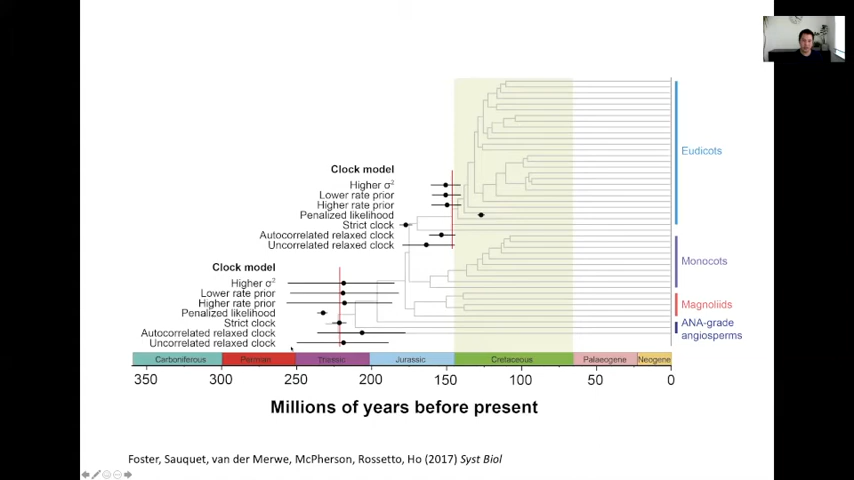 Eudicots
Clock model
Higher σ²
Lower rate prior
Higher rate prior
Penalized likelihood
Strict clock
Autocorrelated relaxed clock
Uncorrelated relaxed clock
Monocots
Clock model
Higher σ²
Lower rate prior
Higher rate prior
Penalized likelihood
Strict clock
Autocorrelated relaxed clock
Uncorrelated relaxed clock
Magnoliids
ANA-grade
angiosperms
Carboniferous Permian Triassic Jurassic Cretaceous Palaeogene Neogene
350 300 250 200 150 100 50 0
Millions of years before present
Foster, Sauquet, van der Merwe, McPherson, Rossetto, Ho (2017) Syst Biol